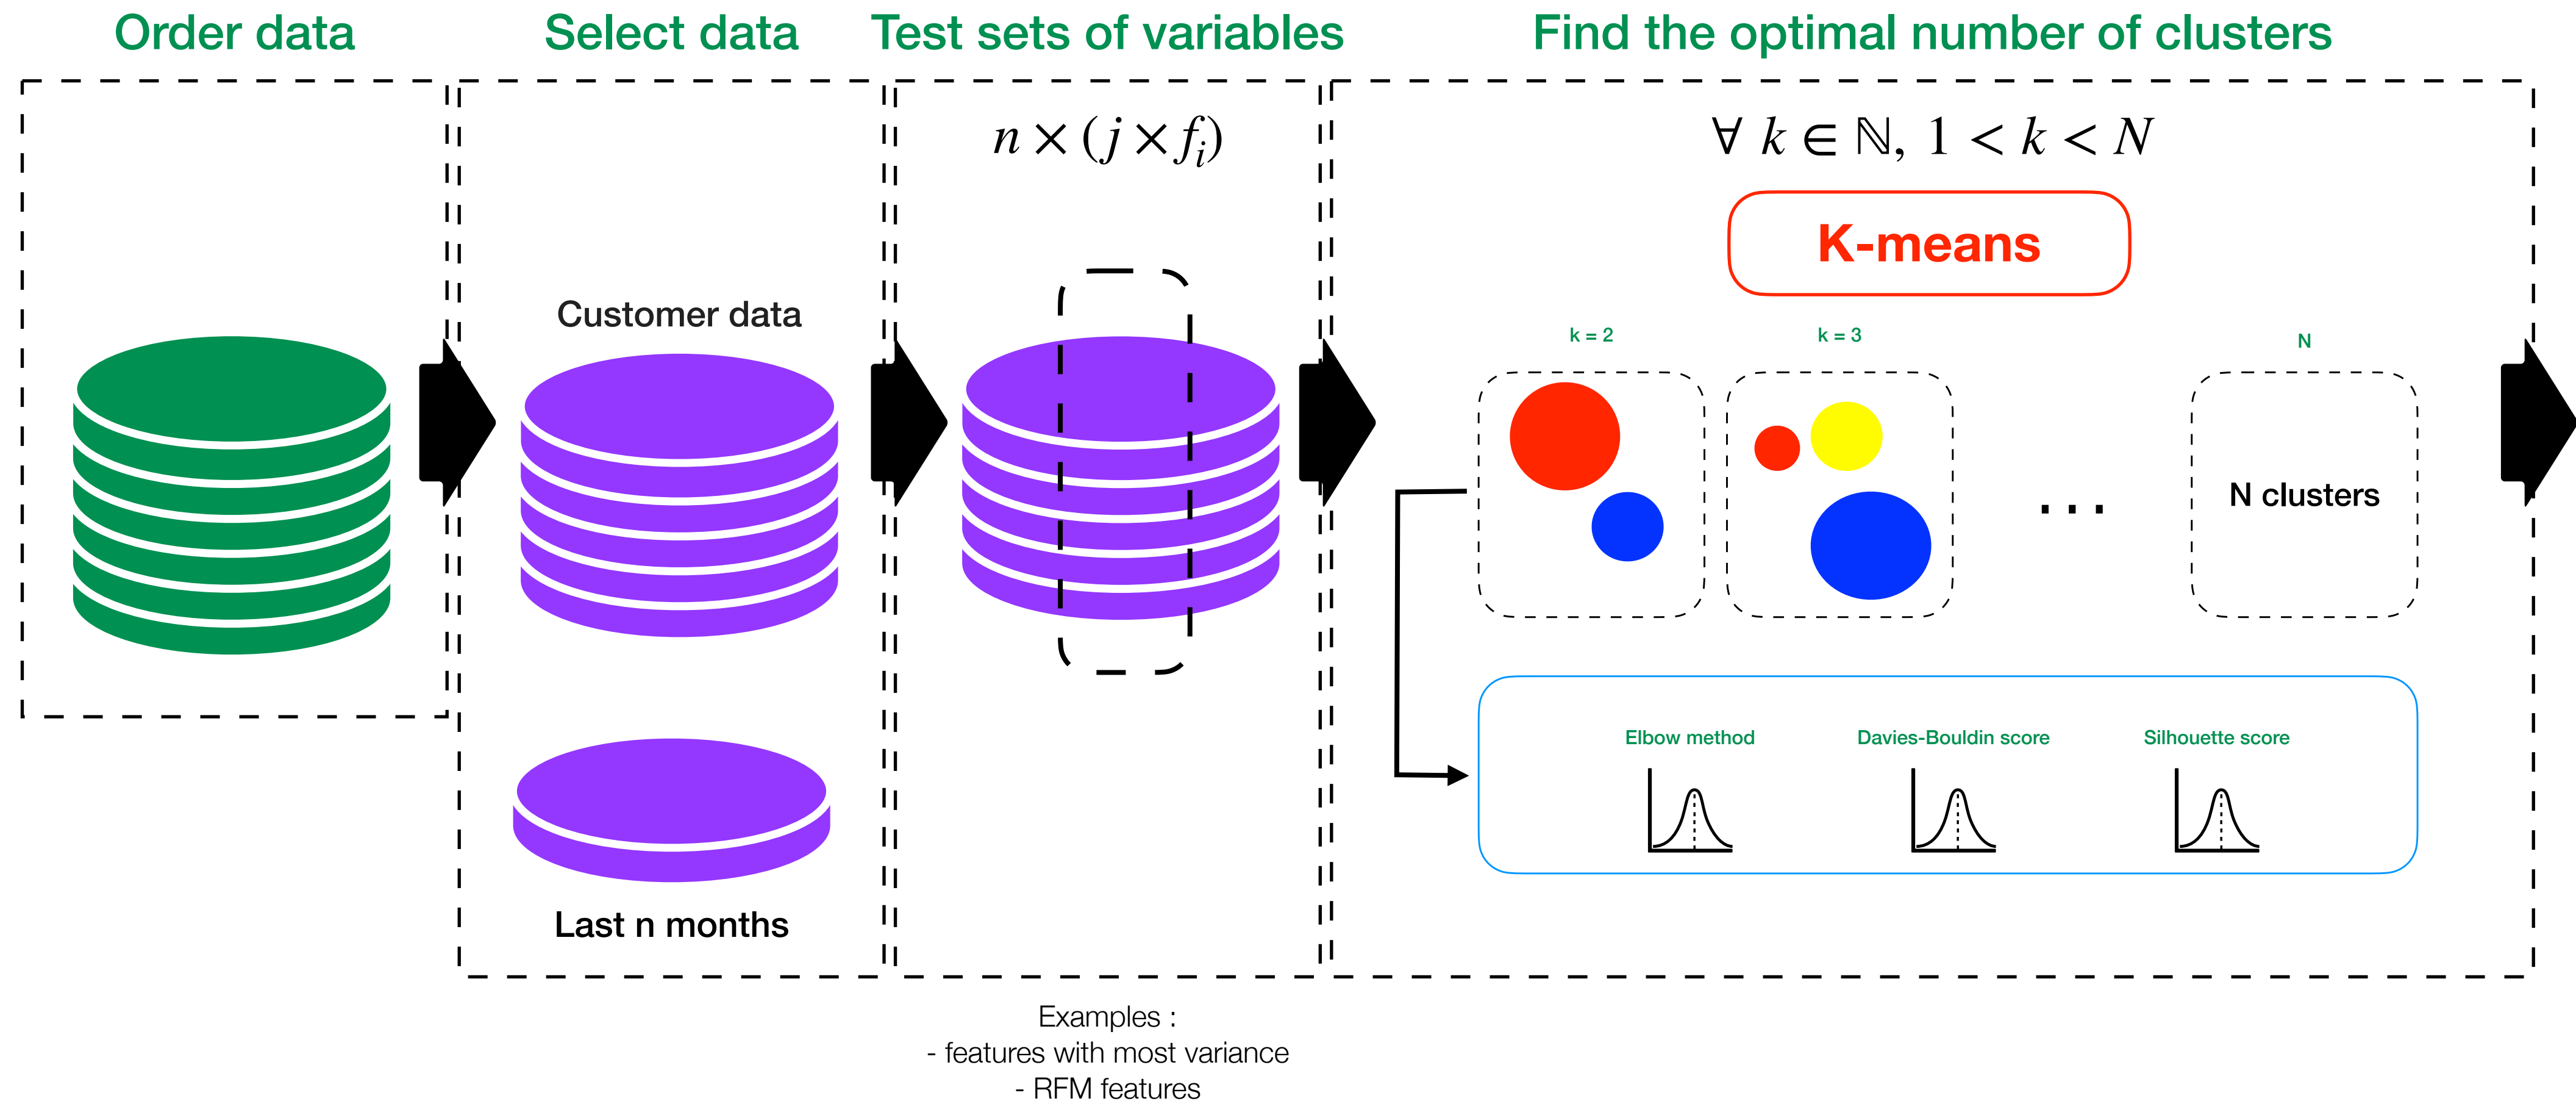 Order data
Select data
Test sets of variables
Find the optimal number of clusters
n × (j × fᵢ)
∀ k ∈ ℕ, 1 < k < N
K-means
Customer data
k = 2
k = 3
N
...
N clusters
Elbow method
Davies-Bouldin score
Silhouette score
Last n months
Examples :
- features with most variance
- RFM features